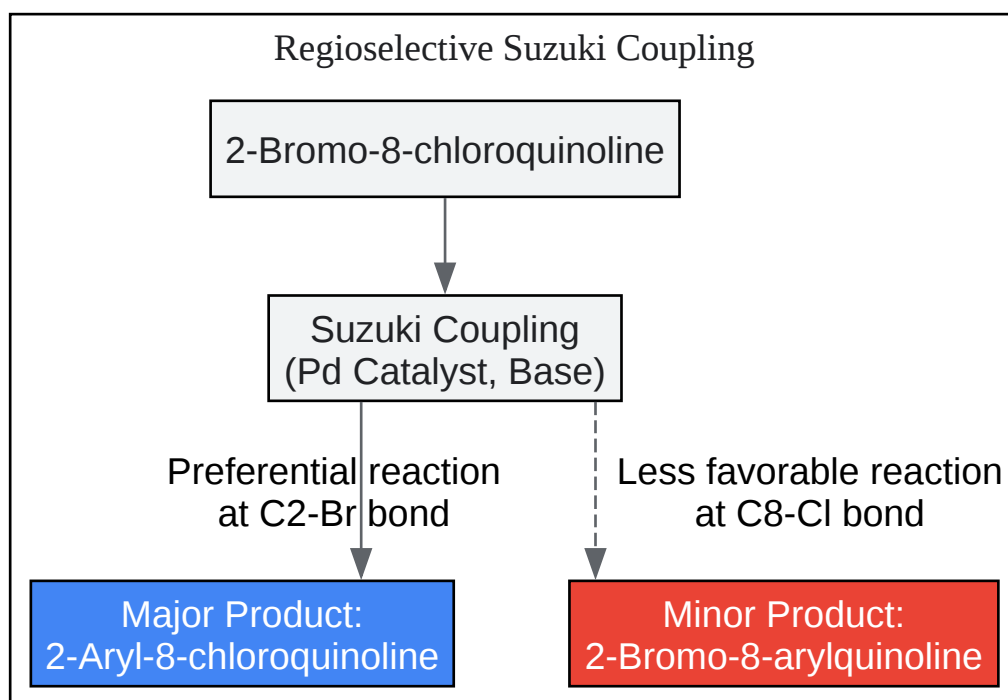 Regioselective Suzuki Coupling
2-Bromo-8-chloroquinoline
Suzuki Coupling
(Pd Catalyst, Base)
Preferential reaction
at C2-Br bond
Less favorable reaction
at C8-Cl bond
Major Product:
2-Aryl-8-chloroquinoline
Minor Product:
2-Bromo-8-arylquinoline